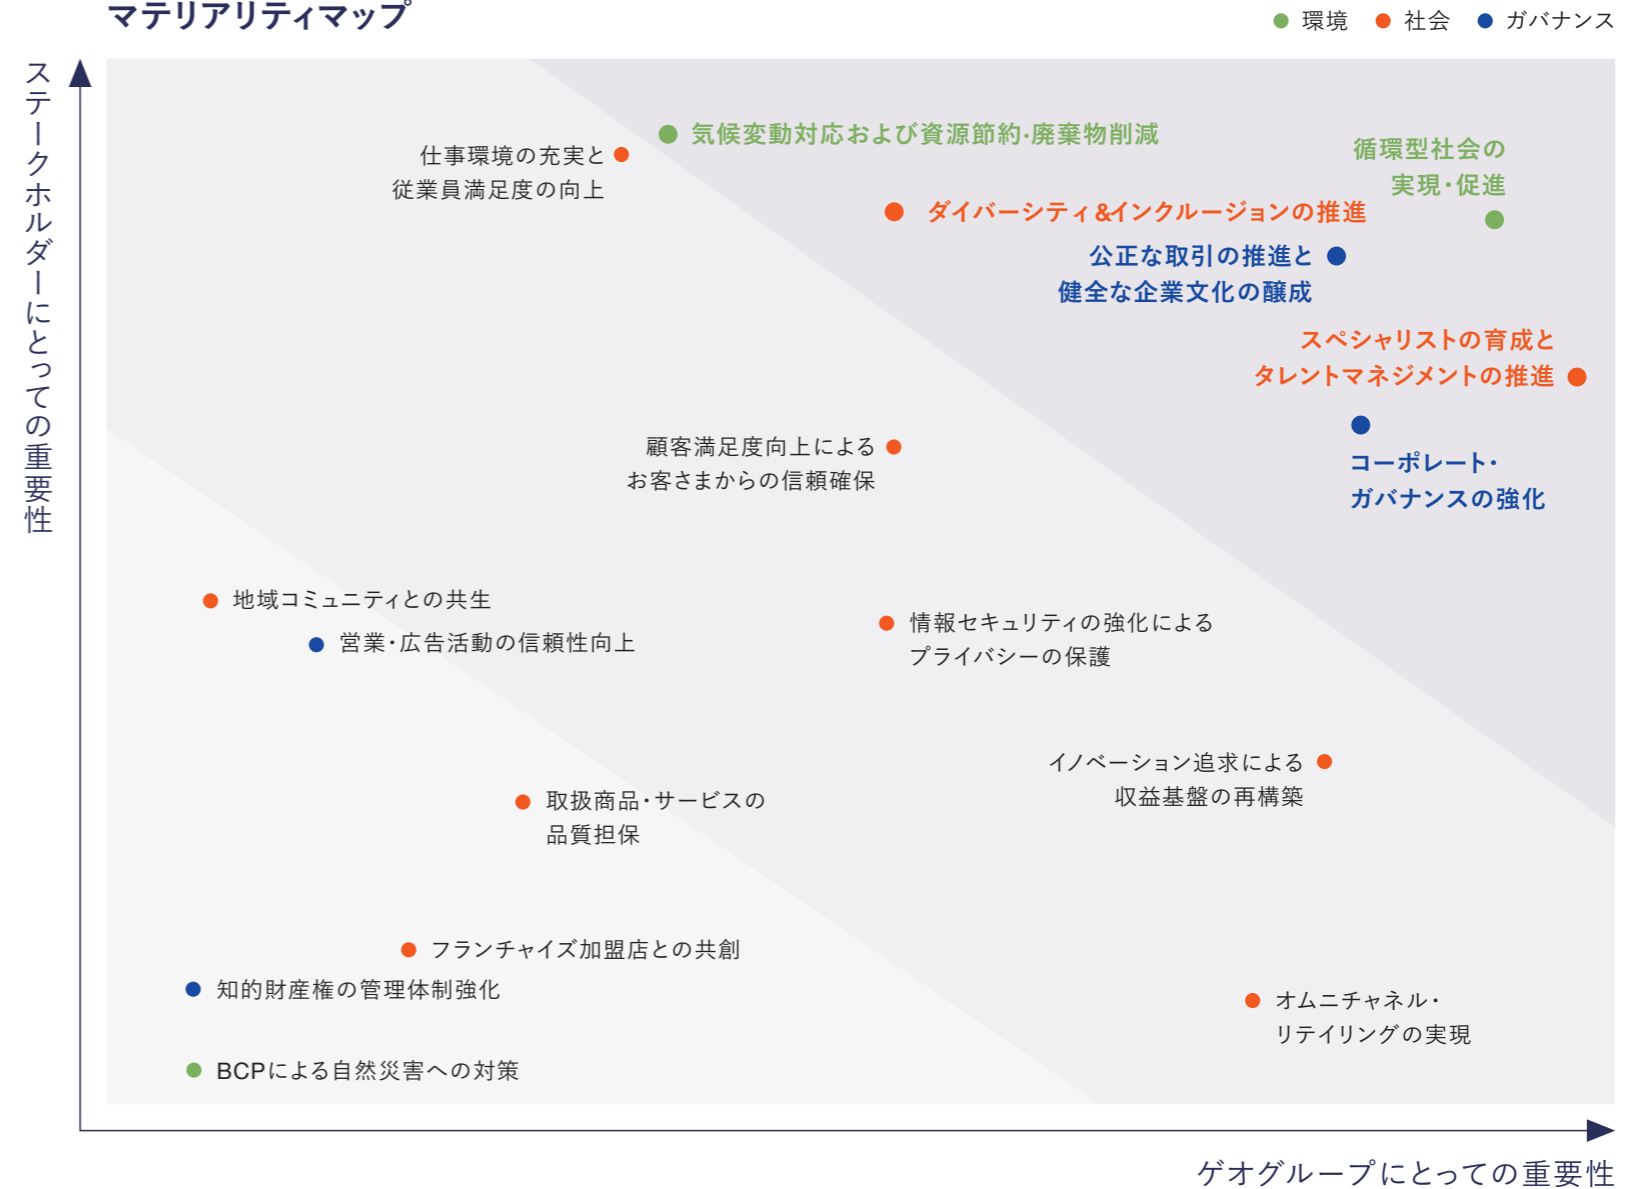 マテリアリティマップ
環境
社会
ガバナンス
ステークホルダーにとっての重要性
気候変動対応および資源節約·廃棄物削減
仕事環境の充実と
従業員満足度の向上
循環型社会の
実現・促進
ダイバーシティ&インクルージョンの推進
公正な取引の推進と
健全な企業文化の醸成
スペシャリストの育成と
タレントマネジメントの推進
コーポレート・
ガバナンスの強化
顧客満足度向上による
お客さまからの信頼確保
地域コミュニティとの共生
営業・広告活動の信頼性向上
情報セキュリティの強化による
プライバシーの保護
イノベーション追求による
収益基盤の再構築
取扱商品・サービスの
品質担保
フランチャイズ加盟店との共創
知的財産権の管理体制強化
オムニチャネル・
リテイリングの実現
BCPによる自然災害への対策
ゲオグループにとっての重要性